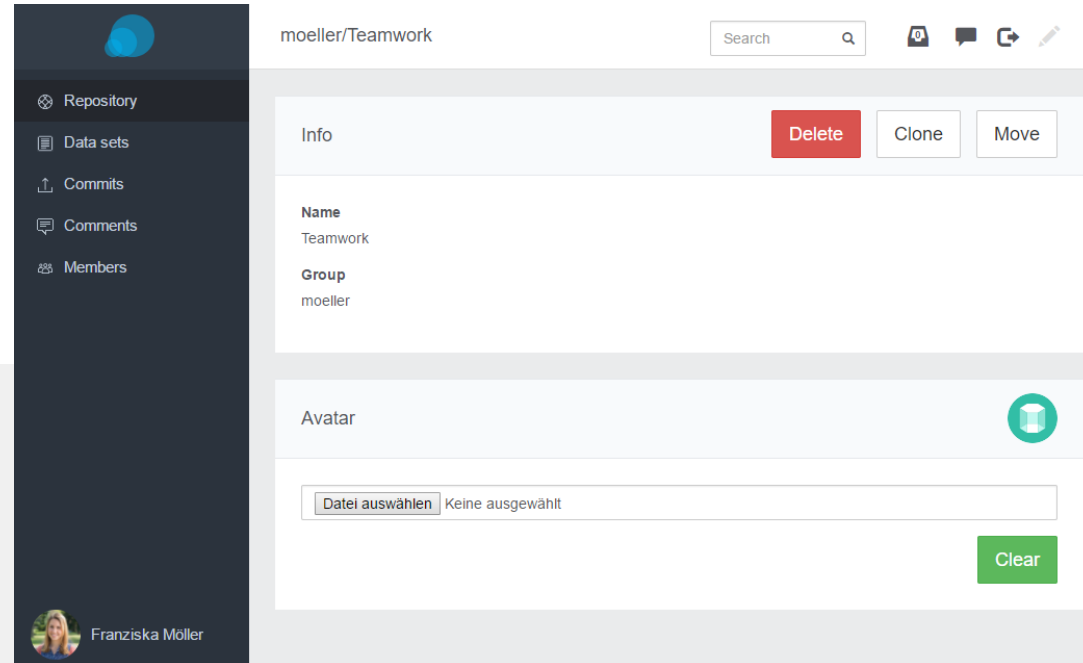 moeller/Teamwork
Search
0
Repository
Data sets
Commits
Comments
Members
Info
Delete
Clone
Move
Name
Teamwork
Group
moeller
Avatar
Datei auswählen Keine ausgewählt
Clear
Franziska Möller